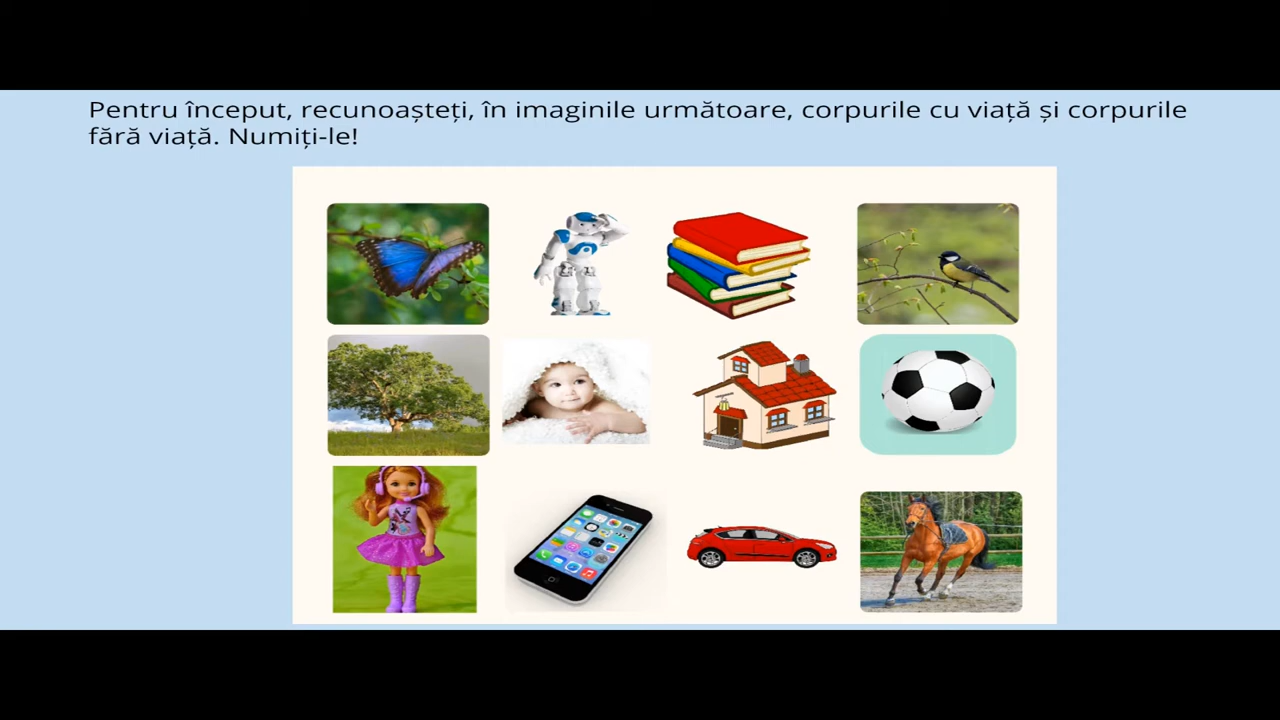 Pentru început, recunoașteți, în imaginile următoare, corpurile cu viață și corpurile
fără viață. Numiți-le!